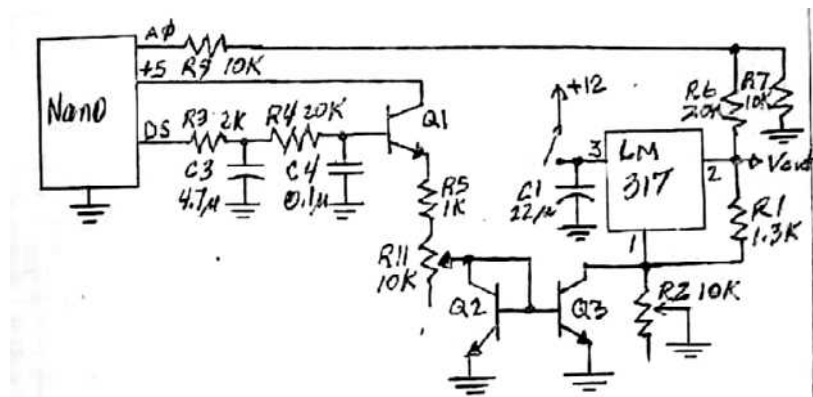 AØ
+5 R9 10K
NanO
D5 R3 2K R4 20K
Q1
C3
4.7µ
C4
0.1µ
R5
1K
R11
10K
Q2
Q3
+12
C1
22µ
3 LM 2
317
1
R6
20K
R7
10K
Vout
R1
1.3K
R2 10K